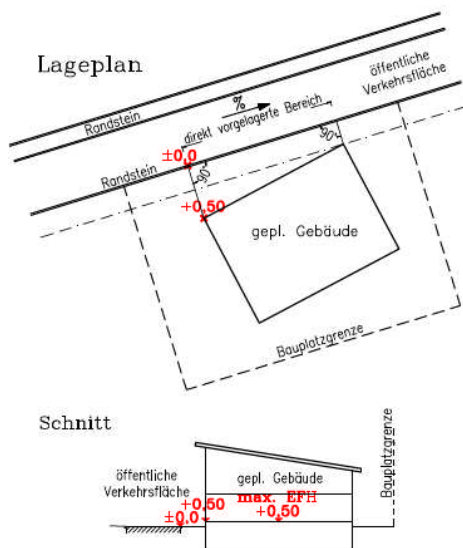 Lageplan
öffentliche
Verkehrsfläche
Randstein
%
direkt vorgelagerte Bereich
Randstein
±0,0
90°
90°
+0,50
gepl. Gebäude
Bauplatzgrenze
Schnitt
Bauplatzgrenze
öffentliche
Verkehrsfläche
gepl. Gebäude
max. EFH
+0,50
+0,50
±0,0